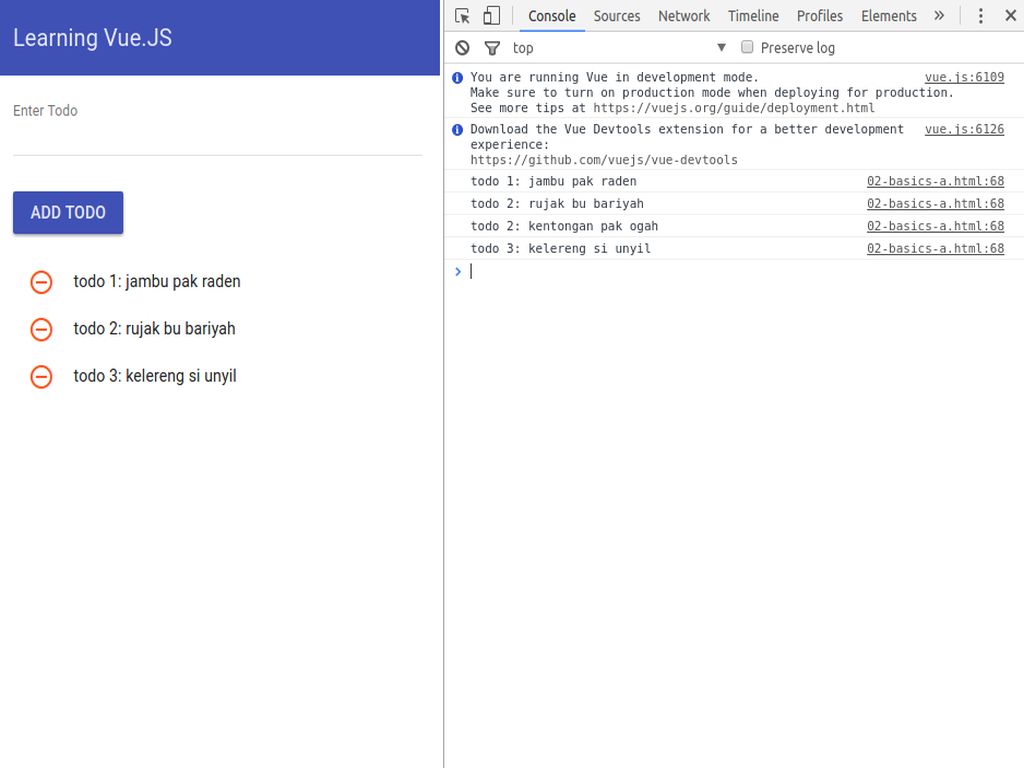 Learning Vue.JS
Enter Todo
ADD TODO
todo 1: jambu pak raden
todo 2: rujak bu bariyah
todo 3: kelereng si unyil
Console Sources Network Timeline Profiles Elements »
top ▼ Preserve log
You are running Vue in development mode. vue.js:6109
Make sure to turn on production mode when deploying for production.
See more tips at https://vuejs.org/guide/deployment.html
Download the Vue Devtools extension for a better development vue.js:6126
experience:
https://github.com/vuejs/vue-devtools
todo 1: jambu pak raden 02-basics-a.html:68
todo 2: rujak bu bariyah 02-basics-a.html:68
todo 2: kentongan pak ogah 02-basics-a.html:68
todo 3: kelereng si unyil 02-basics-a.html:68